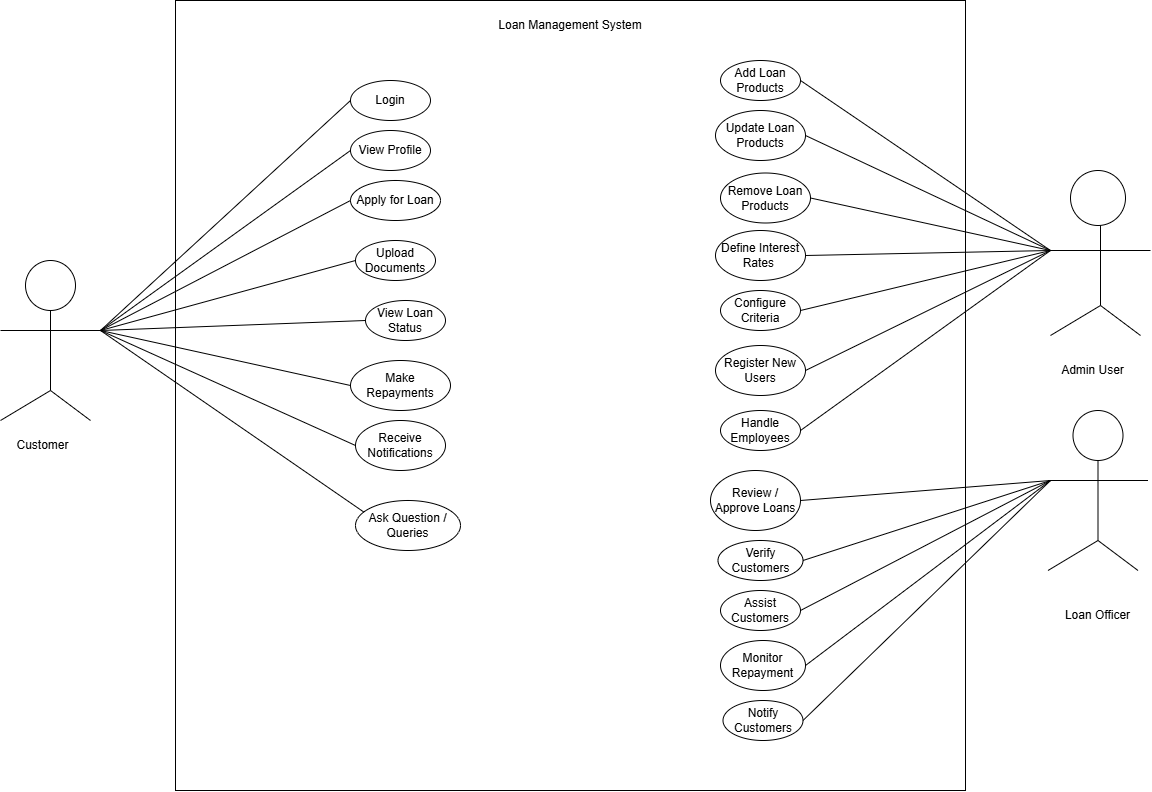 Loan Management System
Login
View Profile
Apply for Loan
Upload
Documents
View Loan
Status
Make
Repayments
Receive
Notifications
Ask Question /
Queries
Customer
Add Loan
Products
Update Loan
Products
Remove Loan
Products
Define Interest
Rates
Configure
Criteria
Register New
Users
Handle
Employees
Admin User
Review /
Approve Loans
Verify
Customers
Assist
Customers
Monitor
Repayment
Notify
Customers
Loan Officer